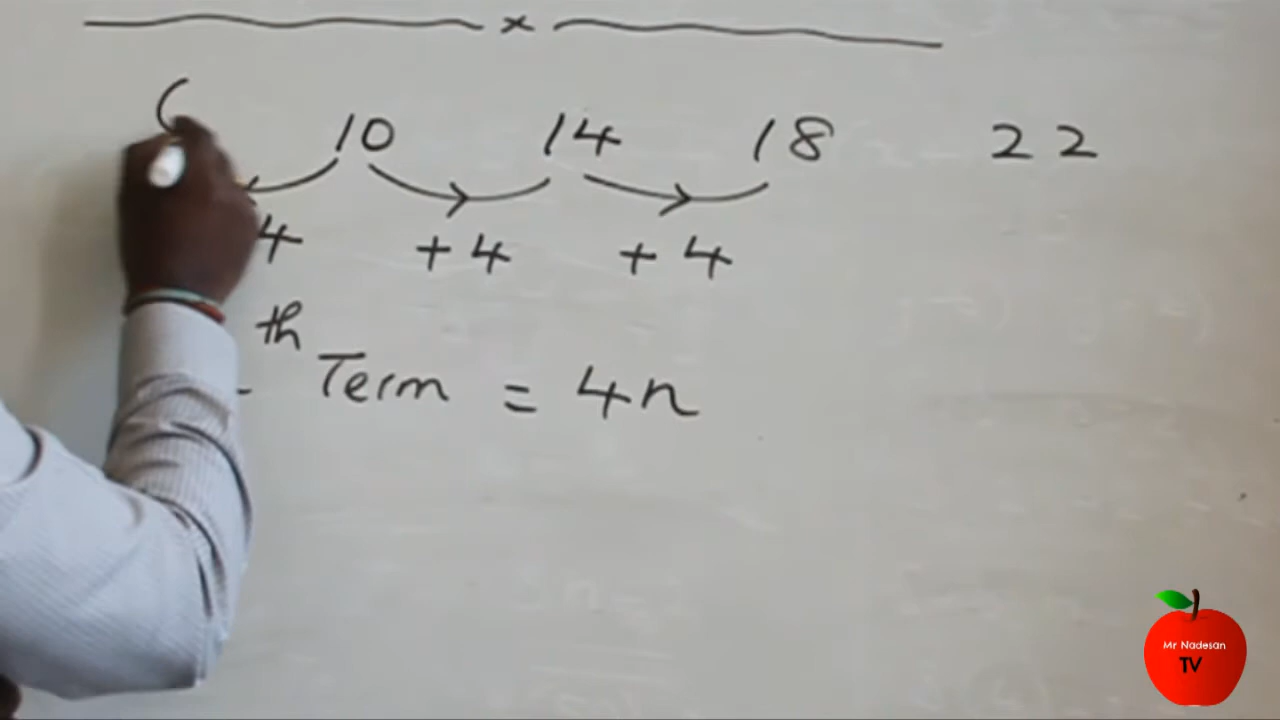 x
10 14 18 22
4 + 4 + 4
th
Term = 4n
Mr Nadesan
TV